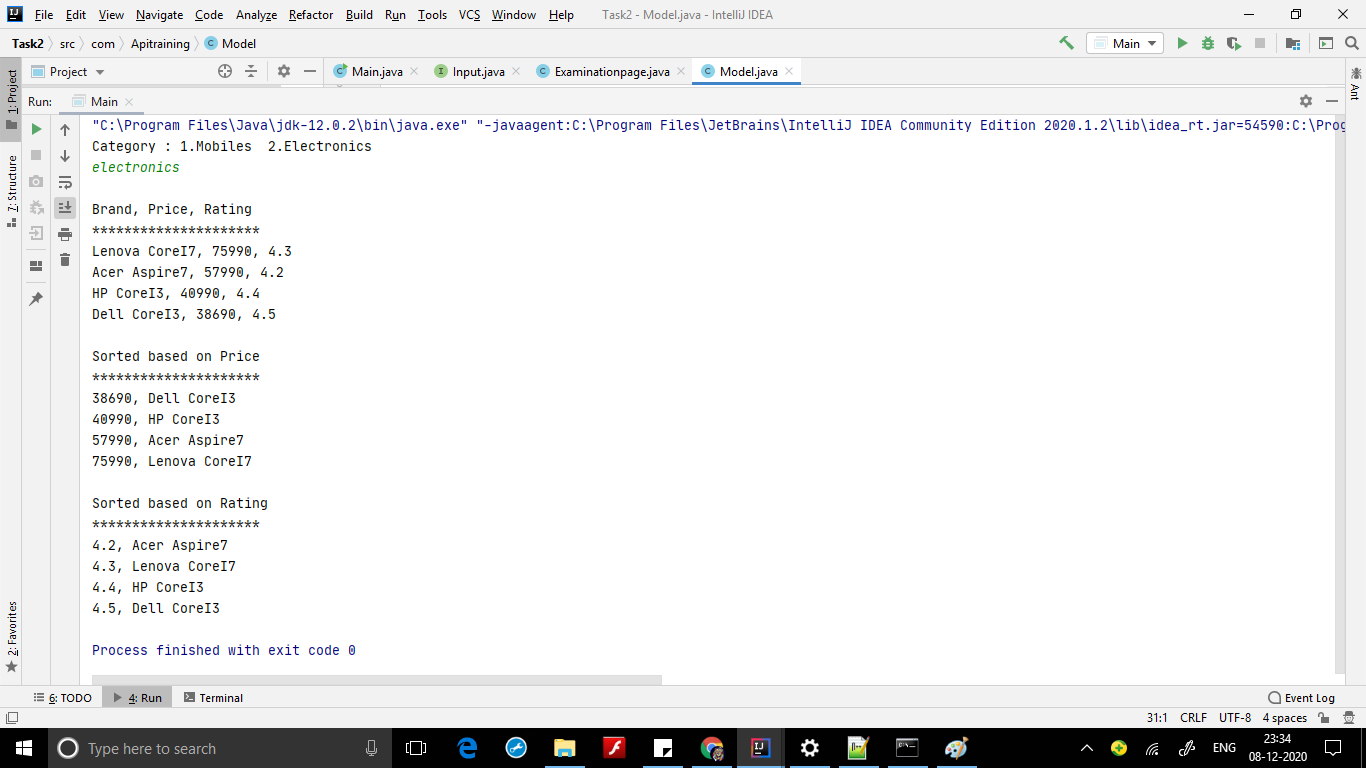 File Edit View Navigate Code Analyze Refactor Build Run Tools VCS Window Help Task2 - Model.java - IntelliJ IDEA
Task2 src com Apitraining Model Main
Project Main.java Input.java Examinationpage.java Model.java
1: Project
7: Structure
2: Favorites
Ant
Run: Main
"C:\Program Files\Java\jdk-12.0.2\bin\java.exe" "-javaagent:C:\Program Files\JetBrains\IntelliJ IDEA Community Edition 2020.1.2\lib\idea_rt.jar=54590:C:\Prog
Category : 1.Mobiles  2.Electronics
electronics
Brand, Price, Rating
*********************
Lenova CoreI7, 75990, 4.3
Acer Aspire7, 57990, 4.2
HP CoreI3, 40990, 4.4
Dell CoreI3, 38690, 4.5
Sorted based on Price
*********************
38690, Dell CoreI3
40990, HP CoreI3
57990, Acer Aspire7
75990, Lenova CoreI7
Sorted based on Rating
*********************
4.2, Acer Aspire7
4.3, Lenova CoreI7
4.4, HP CoreI3
4.5, Dell CoreI3
Process finished with exit code 0
6: TODO 4: Run Terminal Event Log
31:1 CRLF UTF-8 4 spaces
Type here to search ENG 23:34
08-12-2020